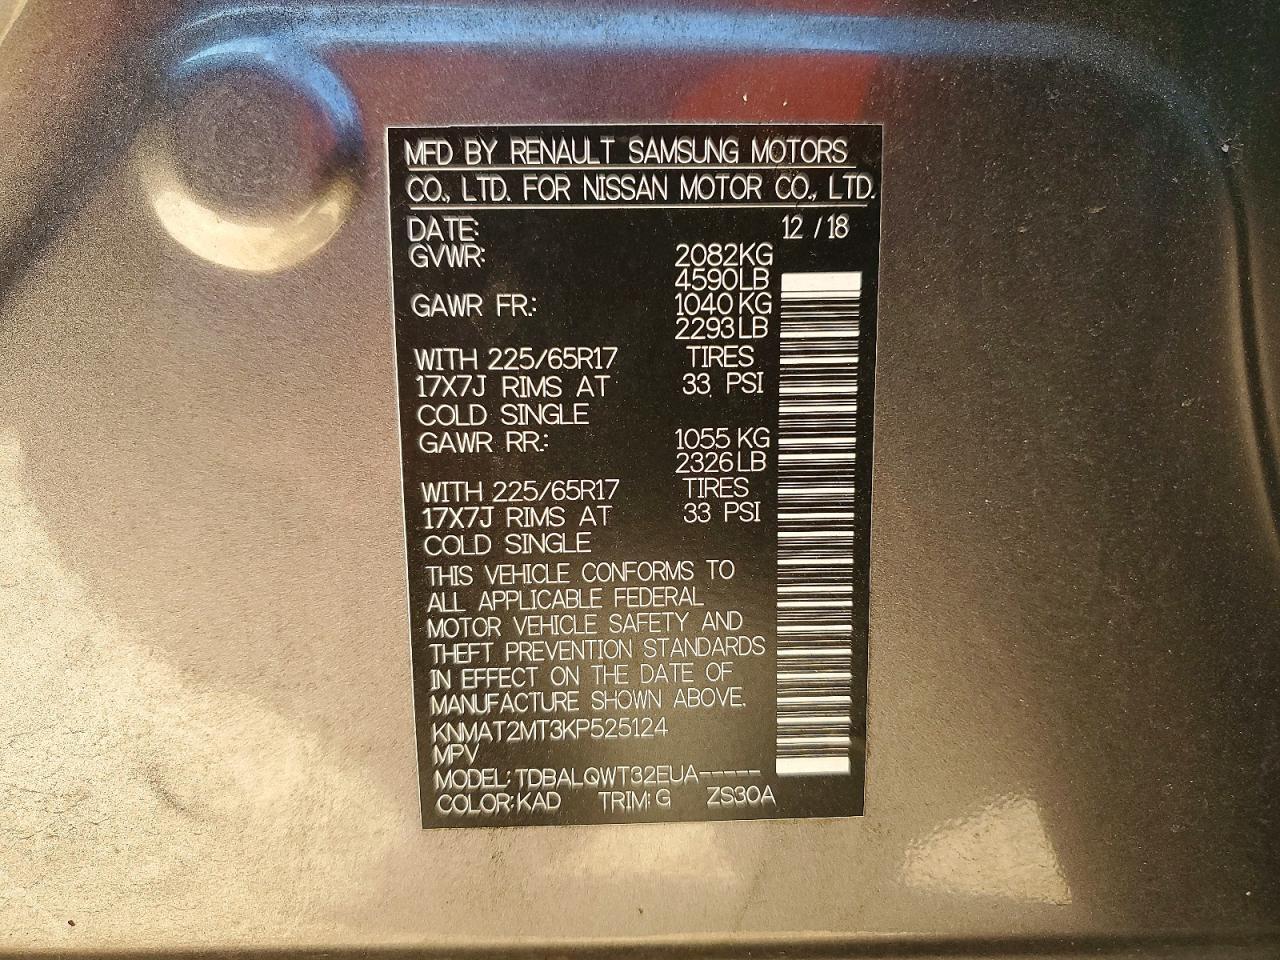 MFD BY RENAULT SAMSUNG MOTORS
CO., LTD. FOR NISSAN MOTOR CO., LTD.
DATE: 12 / 18
GVWR: 2082KG
4590LB
GAWR FR.: 1040 KG
2293 LB
WITH 225/65R17 TIRES
17X7J RIMS AT 33 PSI
COLD SINGLE
GAWR RR.: 1055 KG
2326 LB
WITH 225/65R17 TIRES
17X7J RIMS AT 33 PSI
COLD SINGLE
THIS VEHICLE CONFORMS TO
ALL APPLICABLE FEDERAL
MOTOR VEHICLE SAFETY AND
THEFT PREVENTION STANDARDS
IN EFFECT ON THE DATE OF
MANUFACTURE SHOWN ABOVE.
KNMAT2MT3KP525124
MPV
MODEL: TDBALQWT32EUA-----
COLOR: KAD TRIM: G ZS30A